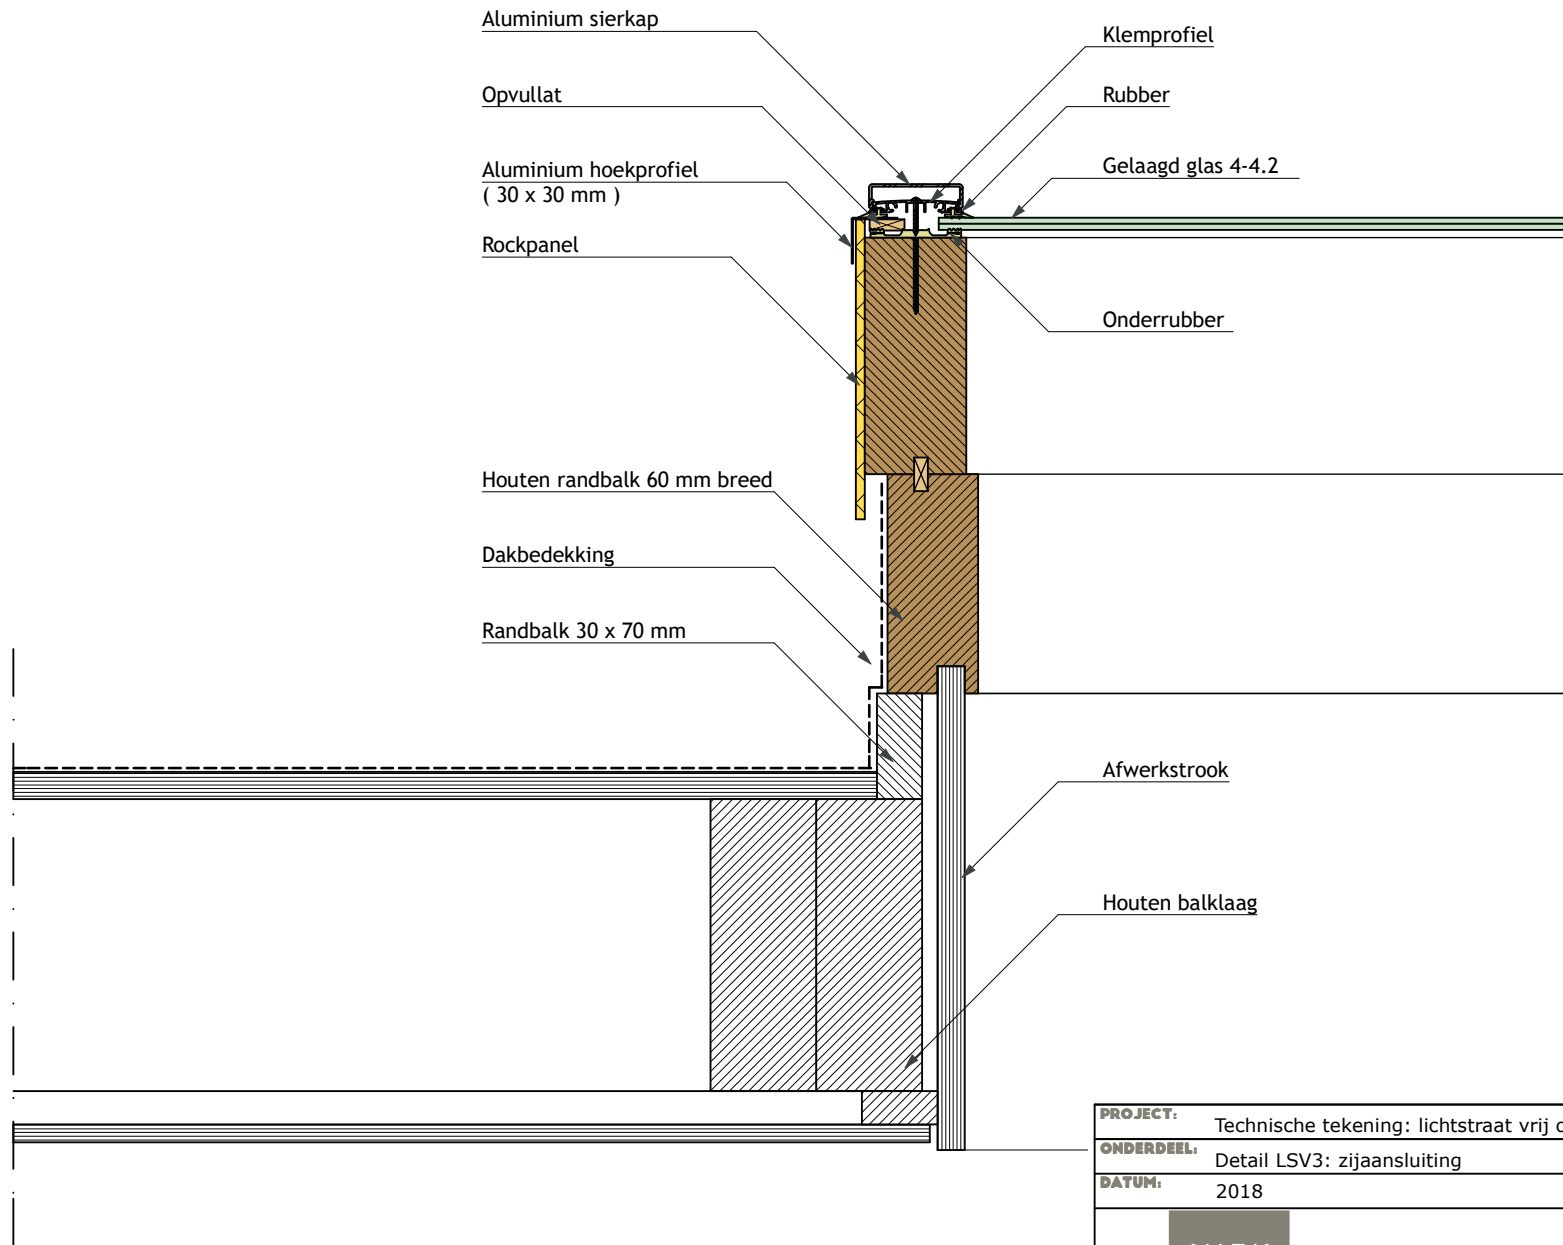 Aluminium sierkap
Opvullat
Aluminium hoekprofiel
( 30 x 30 mm )
Rockpanel
Houten randbalk 60 mm breed
Dakbedekking
Randbalk 30 x 70 mm
Klemprofiel
Rubber
Gelaagd glas 4-4.2
Onderrubber
Afwerkstrook
Houten balklaag
PROJECT: Technische tekening: lichtstraat vrij
ONDERDEEL: Detail LSV3: zijaansluiting
DATUM: 2018